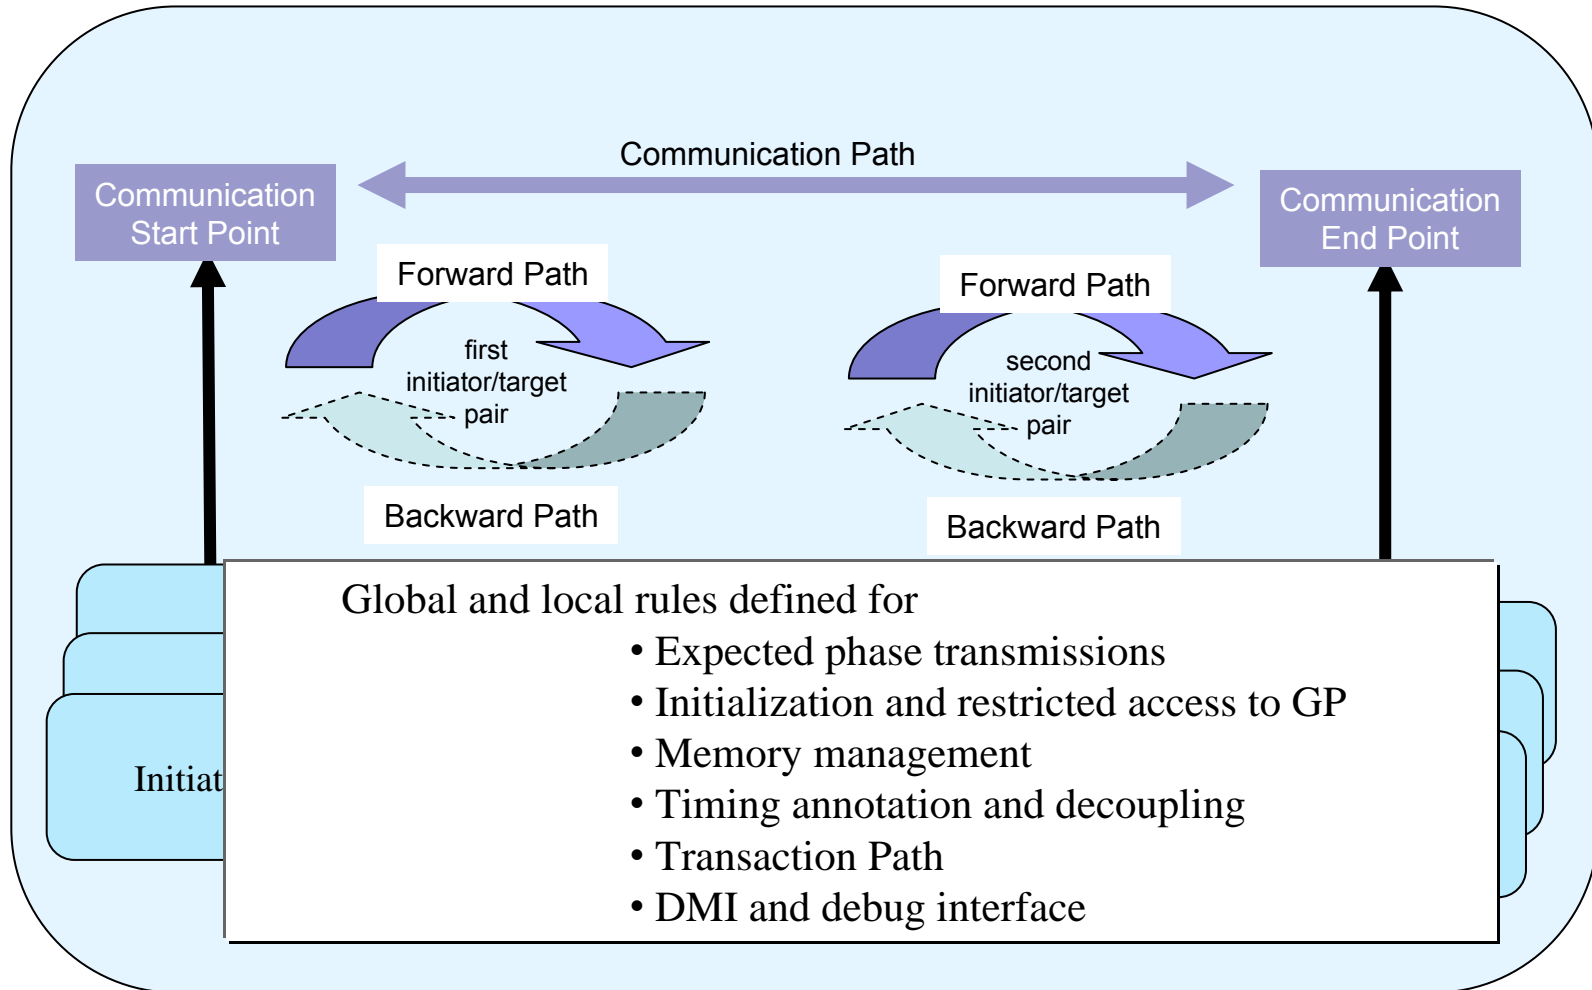 Communication Path
Communication
Start Point
Communication
End Point
Forward Path
Forward Path
first
initiator/target
pair
second
initiator/target
pair
Backward Path
Backward Path
Global and local rules defined for
• Expected phase transmissions
• Initialization and restricted access to GP
• Memory management
• Timing annotation and decoupling
• Transaction Path
• DMI and debug interface
Initiat